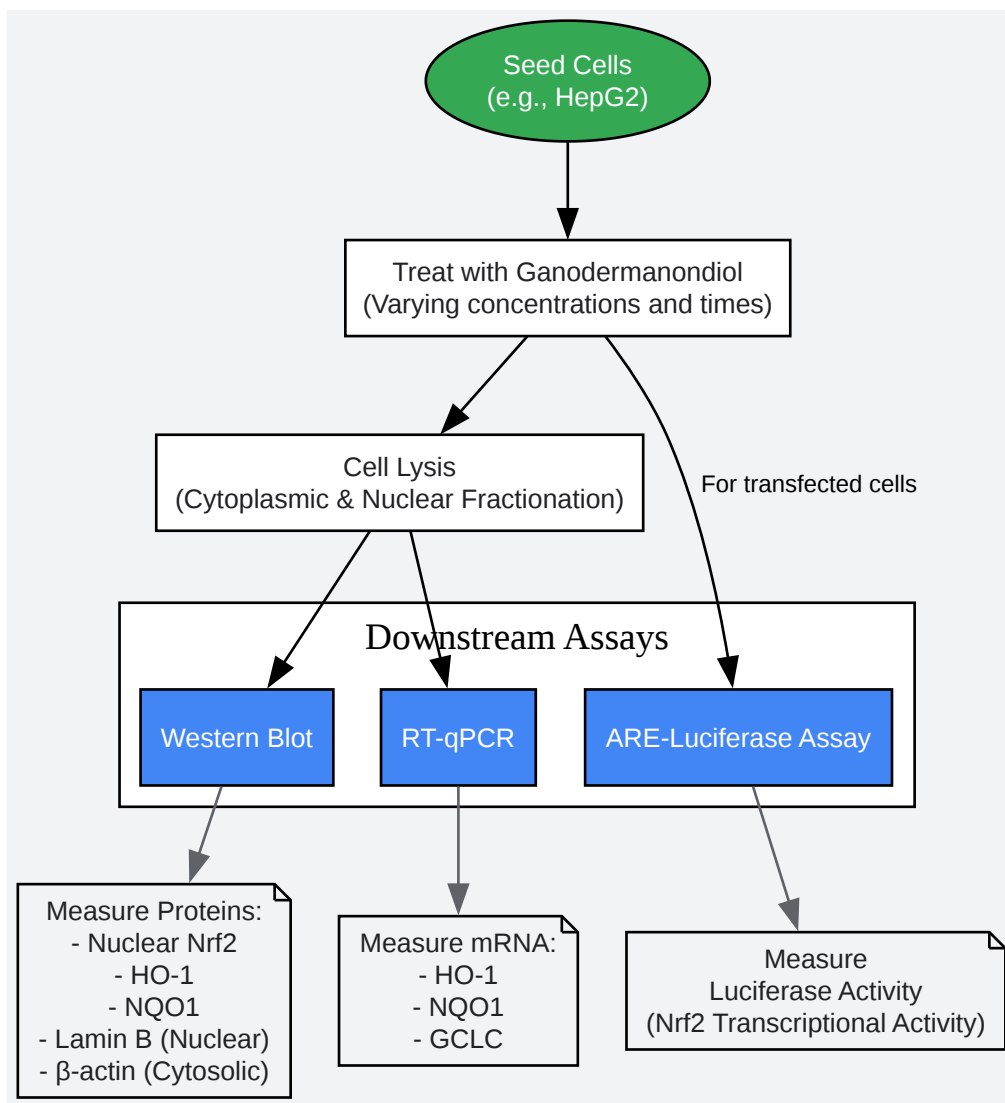 Seed Cells
(e.g., HepG2)
Treat with Ganodermanondiol
(Varying concentrations and times)
Cell Lysis
(Cytoplasmic & Nuclear Fractionation)
For transfected cells
Downstream Assays
Western Blot
RT-qPCR
ARE-Luciferase Assay
Measure Proteins:
- Nuclear Nrf2
- HO-1
- NQO1
- Lamin B (Nuclear)
- β-actin (Cytosolic)
Measure mRNA:
- HO-1
- NQO1
- GCLC
Measure
Luciferase Activity
(Nrf2 Transcriptional Activity)